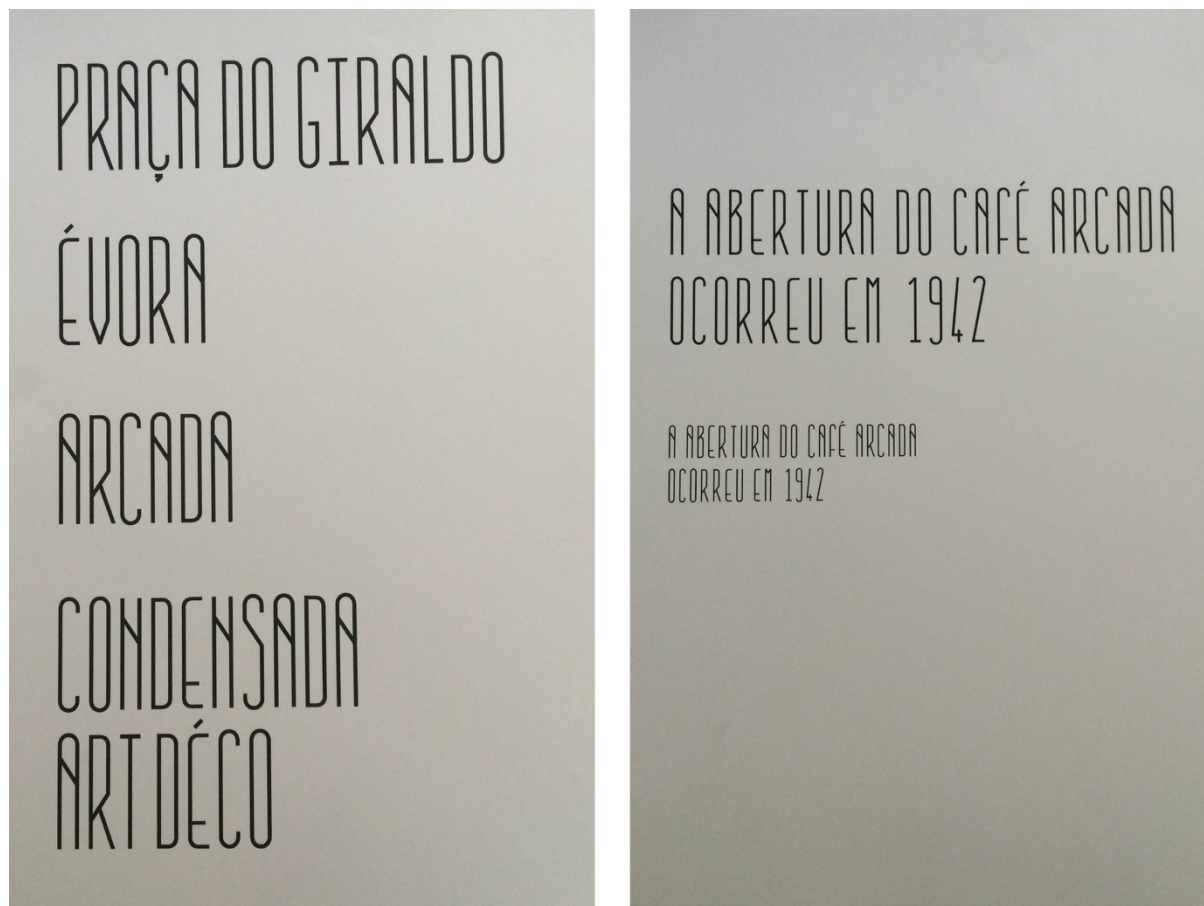 PRAÇA DO GIRALDO
ÉVORA
ARCADA
CONDENSADA
ART DÉCO
A ABERTURA DO CAFÉ ARCADA
OCORREU EM 1942
A ABERTURA DO CAFÉ ARCADA
OCORREU EM 1942